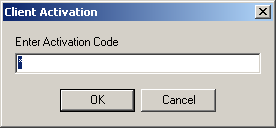 Client Activation
Enter Activation Code
*
OK
Cancel